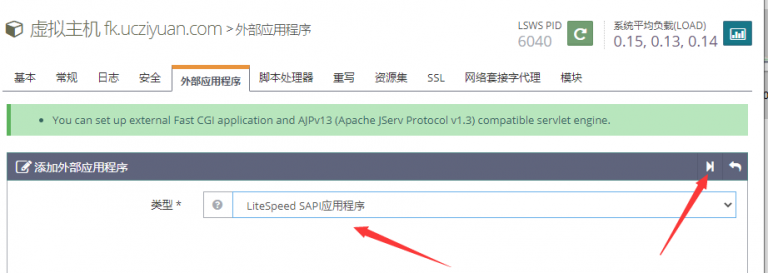 虚拟主机 fk.ucziyuan.com > 外部应用程序
LSWS PID
6040
系统平均负载(LOAD)
0.15, 0.13, 0.14
基本 常规 日志 安全 外部应用程序 脚本处理器 重写 资源集 SSL 网络套接字代理 模块
You can set up external Fast CGI application and AJPv13 (Apache JServ Protocol v1.3) compatible servlet engine.
添加外部应用程序
类型 * LiteSpeed SAPI应用程序